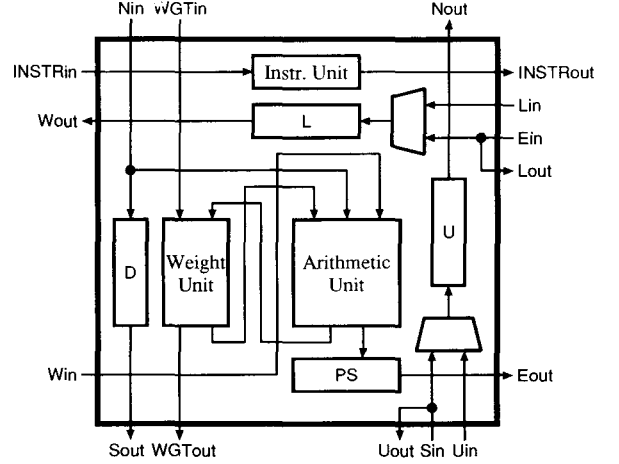 Nin WGTin Nout
INSTRin Instr. Unit INSTRout
Wout L Lin
Ein
Lout
D Weight Unit Arithmetic Unit U
Win PS Eout
Sout WGTout Uout Sin Uin